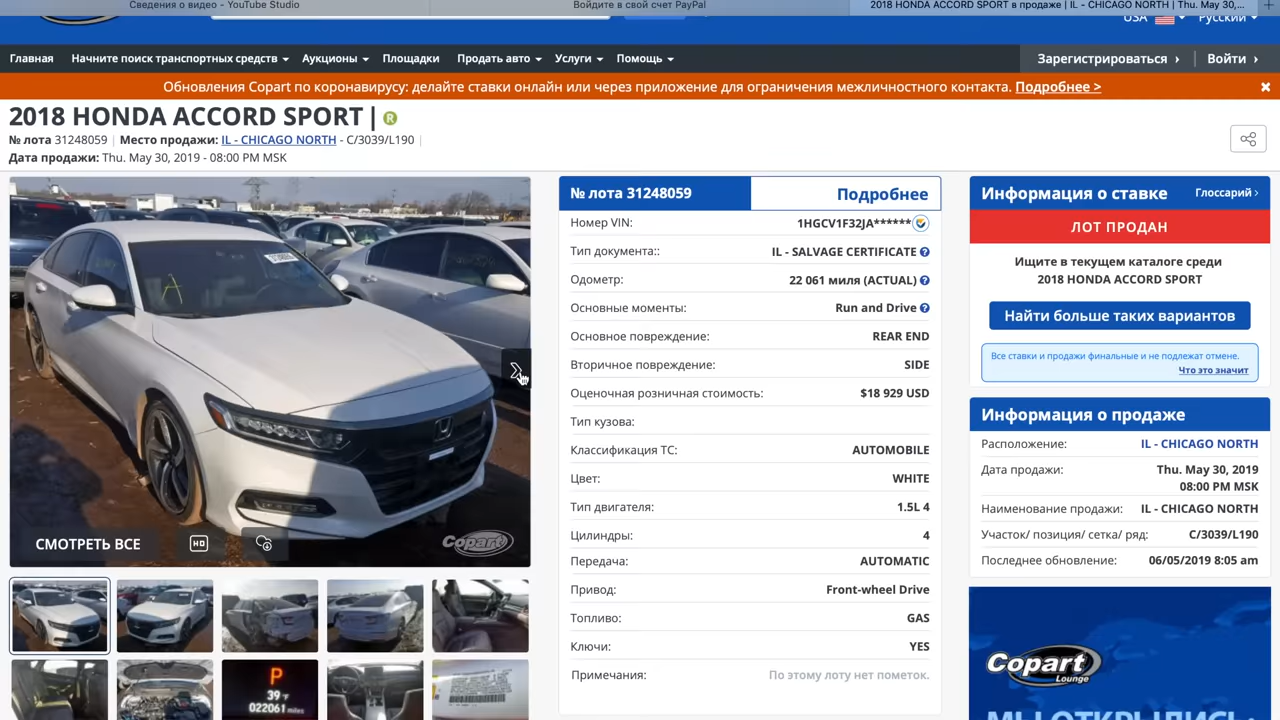 Сведения о видео - YouTube Studio
Войдите в свой счет PayPal
2018 HONDA ACCORD SPORT в продаже | IL - CHICAGO NORTH | Thu. May 30,...
USA
Русский
Главная
Начните поиск транспортных средств
Аукционы
Площадки
Продать авто
Услуги
Помощь
Зарегистрироваться
Войти
Обновления Copart по коронавирусу: делайте ставки онлайн или через приложение для ограничения межличностного контакта. Подробнее >
2018 HONDA ACCORD SPORT | R
№ лота 31248059 | Место продажи: IL - CHICAGO NORTH - C/3039/L190 |
Дата продажи: Thu. May 30, 2019 - 08:00 PM MSK
СМОТРЕТЬ ВСЕ
HD
Copart
P
39 °F
022061 miles
№ лота 31248059
Подробнее
Номер VIN: 1HGCV1F32JA******
Тип документа:: IL - SALVAGE CERTIFICATE
Одометр: 22 061 миля (ACTUAL)
Основные моменты: Run and Drive
Основное повреждение: REAR END
Вторичное повреждение: SIDE
Оценочная розничная стоимость: $18 929 USD
Тип кузова:
Классификация ТС: AUTOMOBILE
Цвет: WHITE
Тип двигателя: 1.5L 4
Цилиндры: 4
Передача: AUTOMATIC
Привод: Front-wheel Drive
Топливо: GAS
Ключи: YES
Примечания: По этому лоту нет пометок.
Информация о ставке
Глоссарий
ЛОТ ПРОДАН
Ищите в текущем каталоге среди
2018 HONDA ACCORD SPORT
Найти больше таких вариантов
Все ставки и продажи финальные и не подлежат отмене.
Что это значит
Информация о продаже
Расположение: IL - CHICAGO NORTH
Дата продажи: Thu. May 30, 2019
08:00 PM MSK
Наименование продажи: IL - CHICAGO NORTH
Участок/ позиция/ сетка/ ряд: C/3039/L190
Последнее обновление: 06/05/2019 8:05 am
Copart
Lounge
МЫ ОТКРЫЛИСЬ